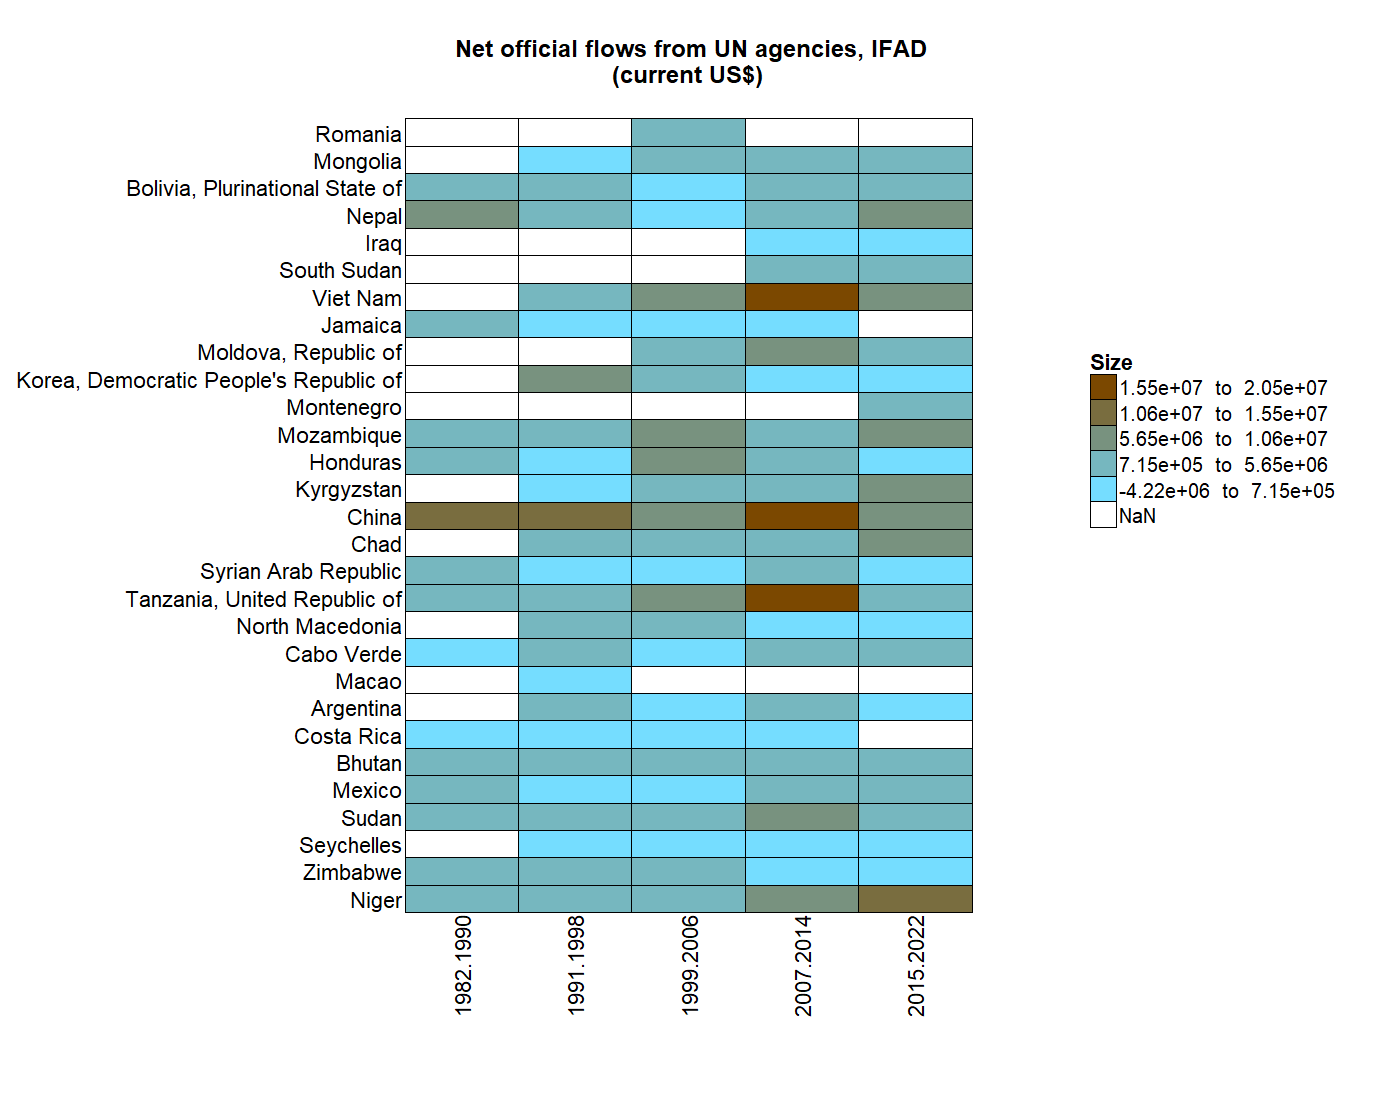 Net official flows from UN agencies, IFAD
(current US$)
Romania
Mongolia
Bolivia, Plurinational State of
Nepal
Iraq
South Sudan
Viet Nam
Jamaica
Moldova, Republic of
Korea, Democratic People's Republic of
Montenegro
Mozambique
Honduras
Kyrgyzstan
China
Chad
Syrian Arab Republic
Tanzania, United Republic of
North Macedonia
Cabo Verde
Macao
Argentina
Costa Rica
Bhutan
Mexico
Sudan
Seychelles
Zimbabwe
Niger
1982.1990
1991.1998
1999.2006
2007.2014
2015.2022
Size
1.55e+07 to 2.05e+07
1.06e+07 to 1.55e+07
5.65e+06 to 1.06e+07
7.15e+05 to 5.65e+06
-4.22e+06 to 7.15e+05
NaN